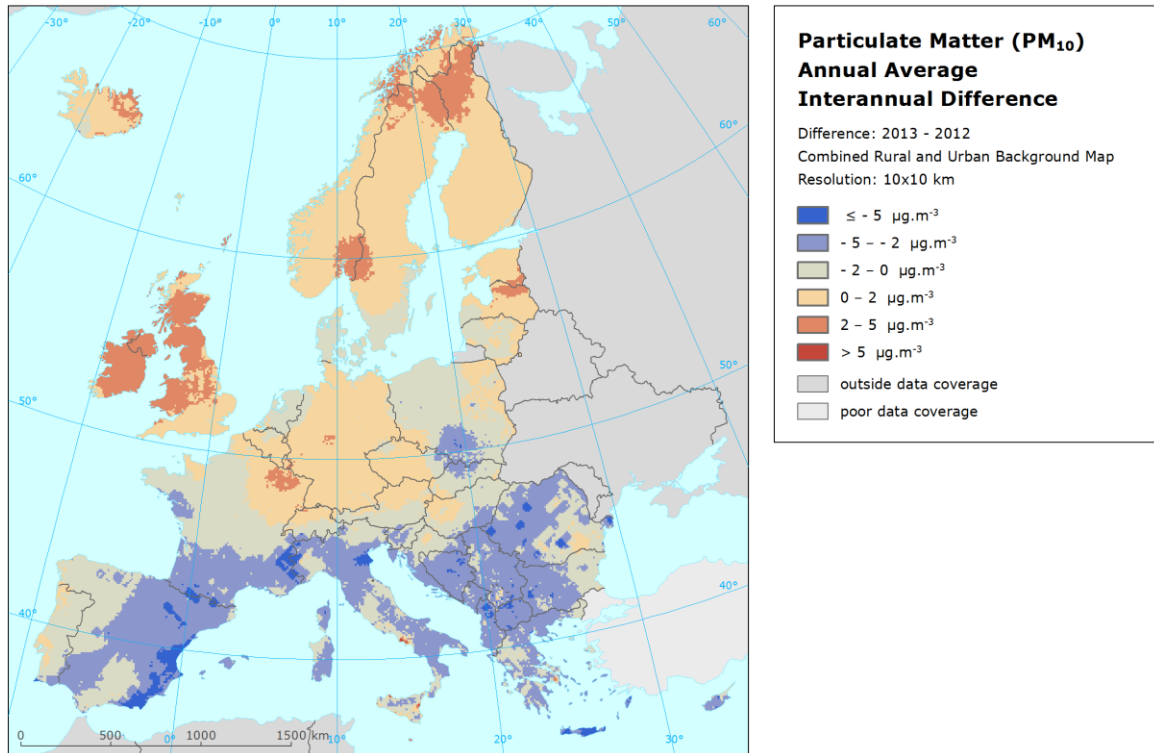 -30° -20° -10° 0° 10° 20° 30° 40° 50° 60° 70°
60°
60°
50°
50°
40°
40°
0 500 1000 1500 km
0° 10° 20° 30°
Particulate Matter (PM₁₀)
Annual Average
Interannual Difference
Difference: 2013 - 2012
Combined Rural and Urban Background Map
Resolution: 10x10 km
≤ - 5 µg.m⁻³
- 5 – - 2 µg.m⁻³
- 2 – 0 µg.m⁻³
0 – 2 µg.m⁻³
2 – 5 µg.m⁻³
> 5 µg.m⁻³
outside data coverage
poor data coverage